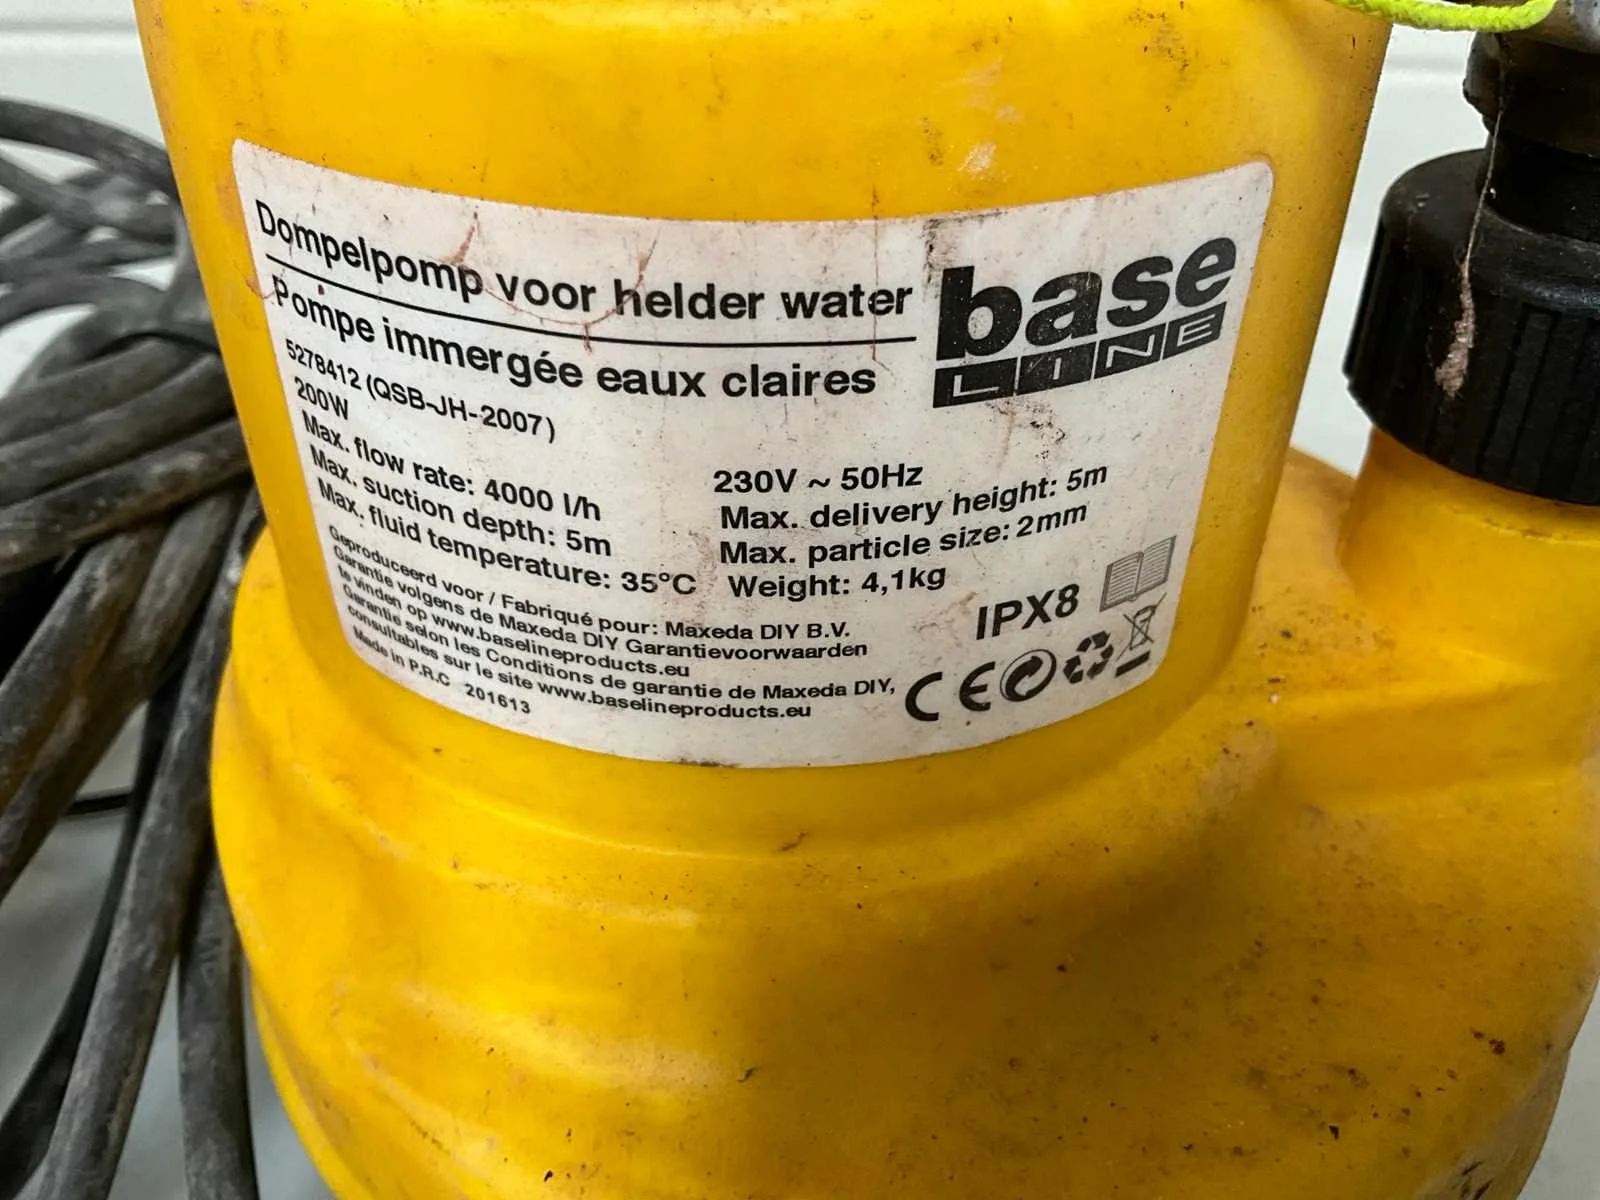 Dompelpomp voor helder water
Pompe immergée eaux claires
base
LINE
5278412 (QSB-JH-2007)
200W
Max. flow rate: 4000 l/h
Max. suction depth: 5m
Max. fluid temperature: 35°C
230V ~ 50Hz
Max. delivery height: 5m
Max. particle size: 2mm
Weight: 4,1kg
Geproduceerd voor / Fabriqué pour: Maxeda DIY B.V.
Garantie volgens de Maxeda DIY Garantievoorwaarden
te vinden op www.baselineproducts.eu
Garantie selon les Conditions de garantie de Maxeda DIY,
consultables sur le site www.baselineproducts.eu
Made in P.R.C 201613
IPX8
CE